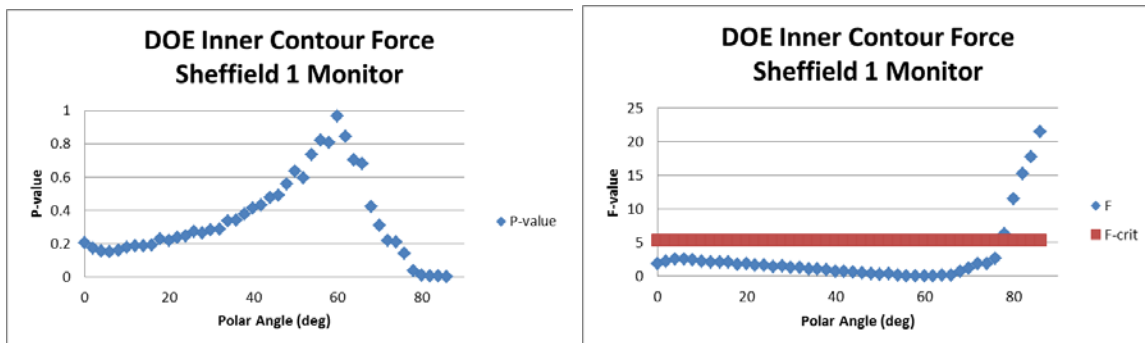 DOE Inner Contour Force
Sheffield 1 Monitor
1
0.8
0.6
0.4
0.2
0
P-value
0 20 40 60 80
Polar Angle (deg)
P-value
DOE Inner Contour Force
Sheffield 1 Monitor
25
20
15
10
5
0
F-value
0 20 40 60 80
Polar Angle (deg)
F
F-crit